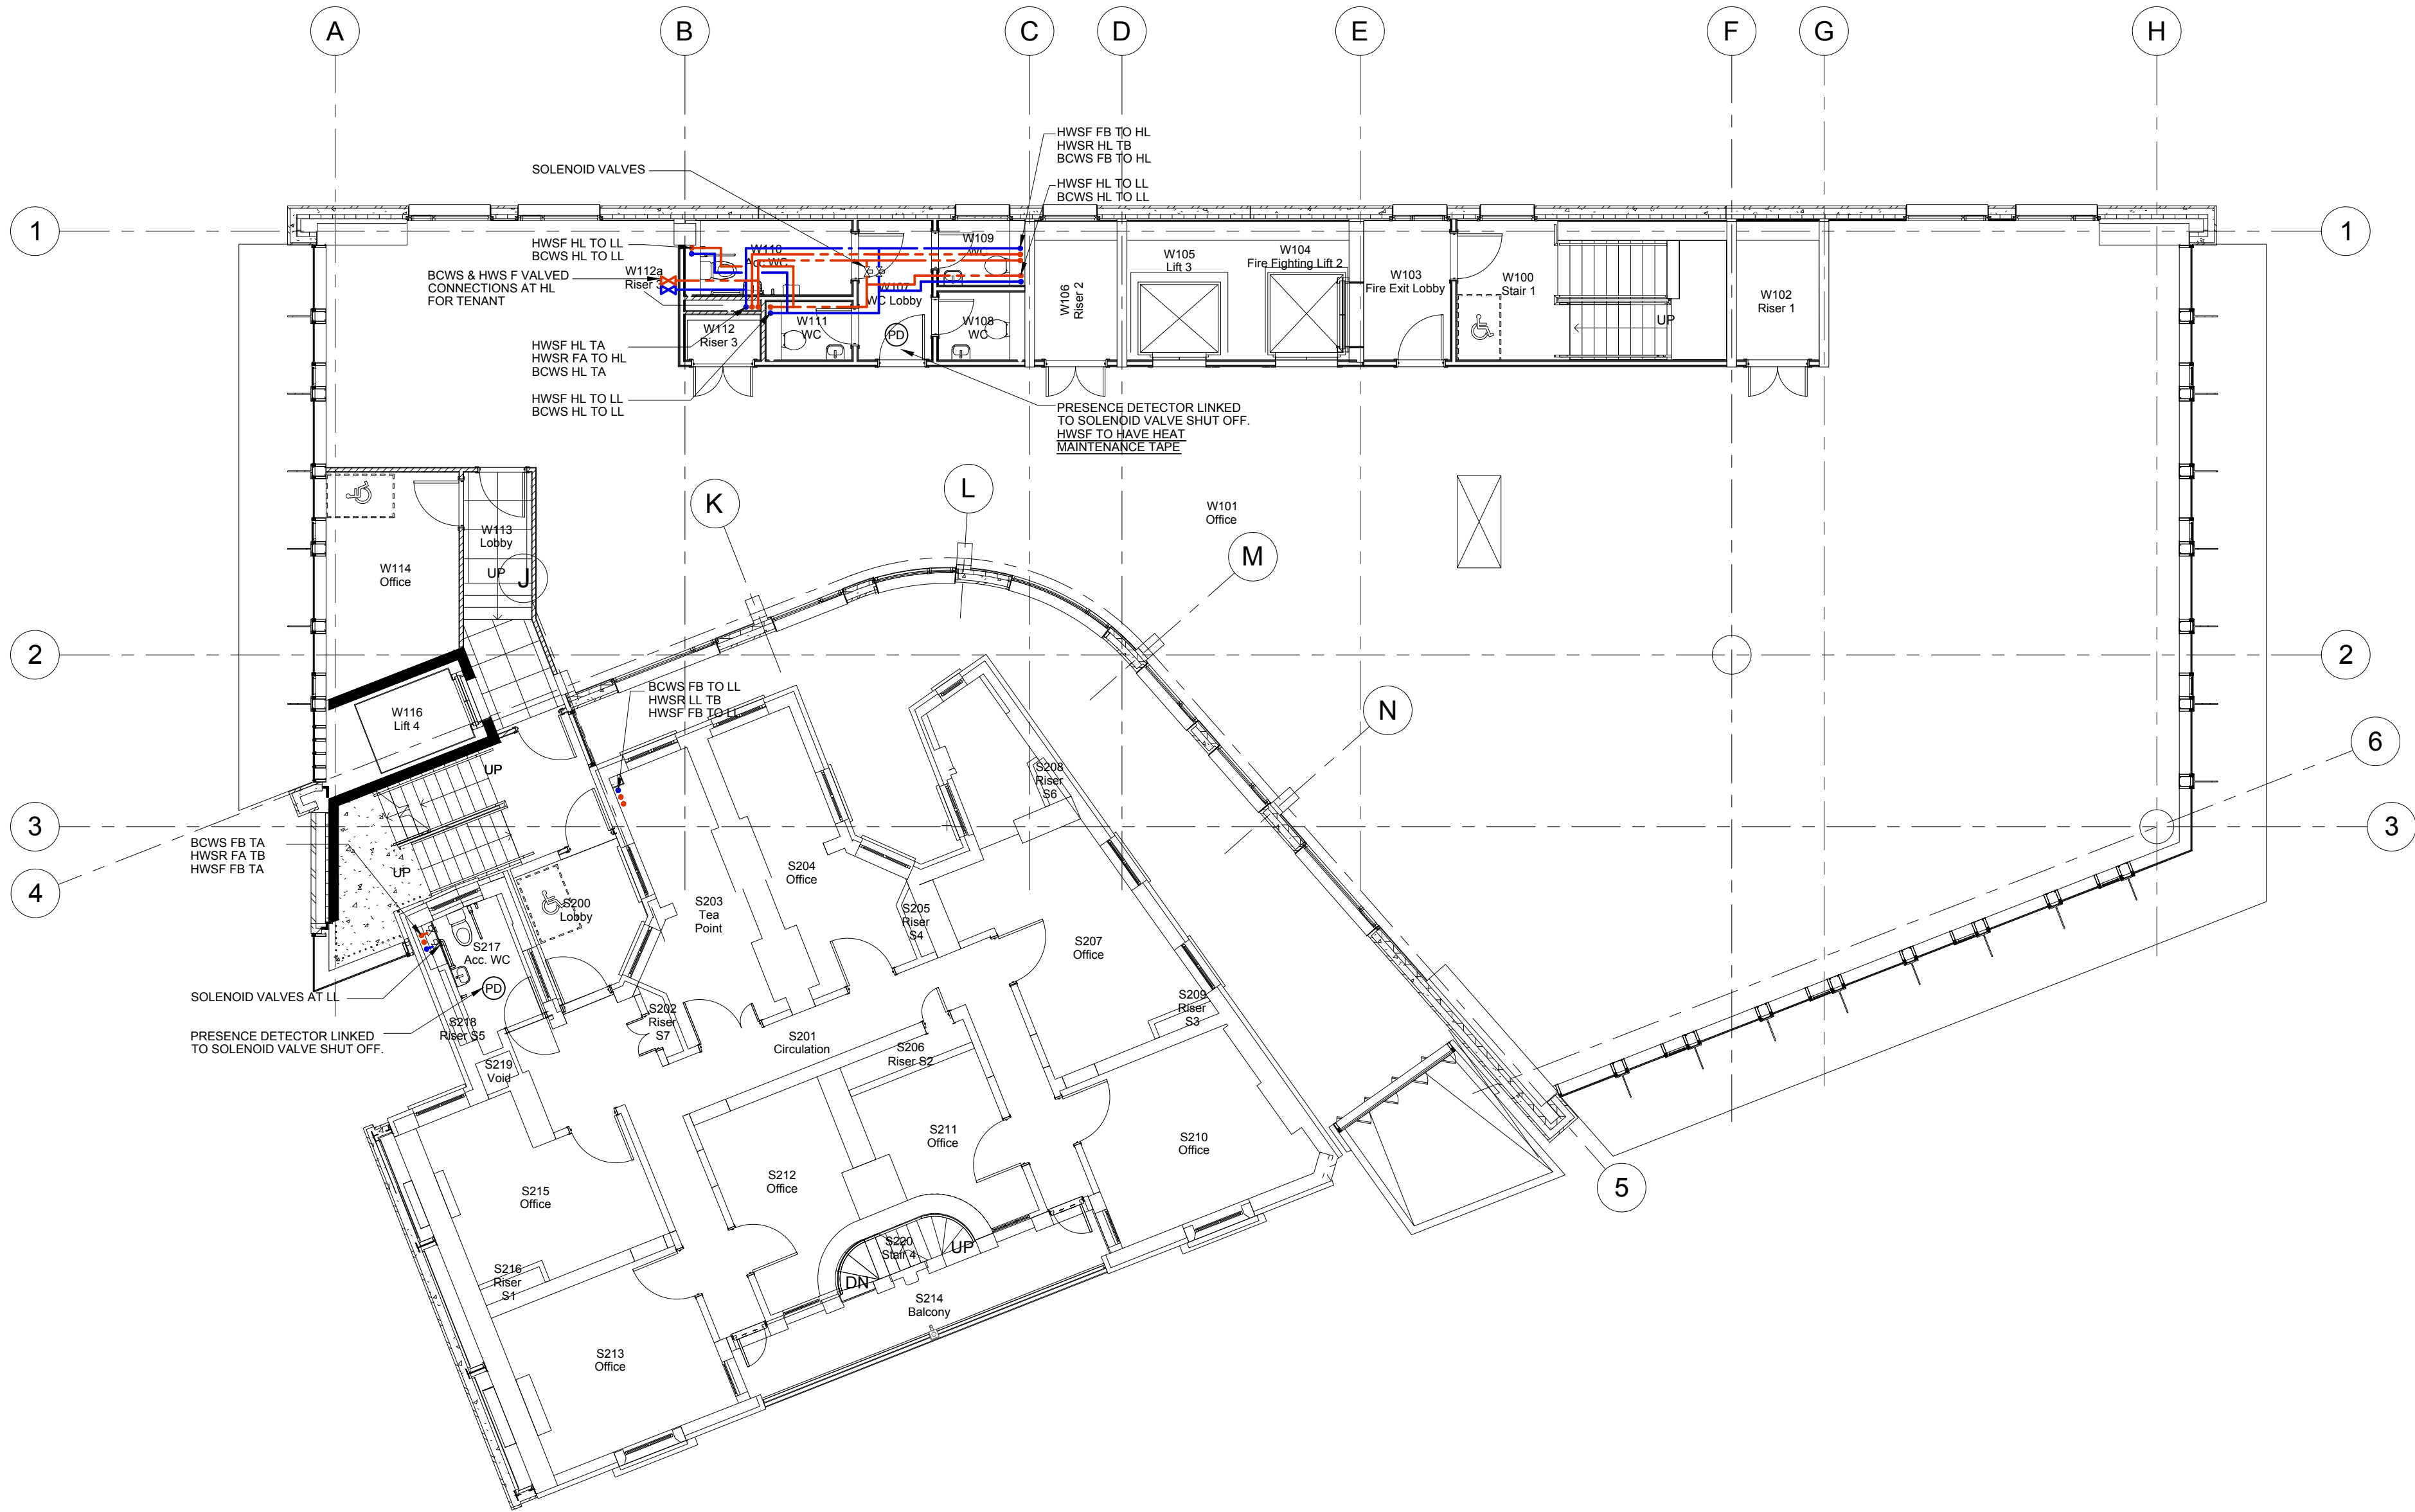 A
B
C
D
E
F
G
H
HWSF FB TO HL
HWSR HL TB
BCWS FB TO HL
SOLENOID VALVES
HWSF HL TO LL
BCWS HL TO LL
1
1
HWSF HL TO LL
BCWS HL TO LL
BCWS & HWS F VALVED
CONNECTIONS AT HL
FOR TENANT
W112a
Riser 3
W110
Acc. WC
W109
WC
W107
WC Lobby
W106
Riser 2
W105
Lift 3
W104
Fire Fighting Lift 2
W103
Fire Exit Lobby
W100
Stair 1
UP
W102
Riser 1
W112
Riser 3
W111
WC
PD
W108
WC
HWSF HL TA
HWSR FA TO HL
BCWS HL TA
HWSF HL TO LL
BCWS HL TO LL
PRESENCE DETECTOR LINKED
TO SOLENOID VALVE SHUT OFF.
HWSF TO HAVE HEAT
MAINTENANCE TAPE
K
L
M
N
J
W101
Office
W113
Lobby
UP
W114
Office
2
2
W116
Lift 4
BCWS FB TO LL
HWSR LL TB
HWSF FB TO LL
UP
UP
6
3
3
4
BCWS FB TA
HWSR FA TB
HWSF FB TA
S208
Riser
S6
S204
Office
S203
Tea
Point
S205
Riser
S4
S200
Lobby
S207
Office
S217
Acc. WC
PD
SOLENOID VALVES AT LL
S218
Riser S5
PRESENCE DETECTOR LINKED
TO SOLENOID VALVE SHUT OFF.
S202
Riser
S7
S201
Circulation
S206
Riser S2
S209
Riser
S3
S219
Void
S211
Office
S210
Office
S212
Office
S215
Office
5
S220
Stair 4
UP
DN
S216
Riser
S1
S214
Balcony
S213
Office